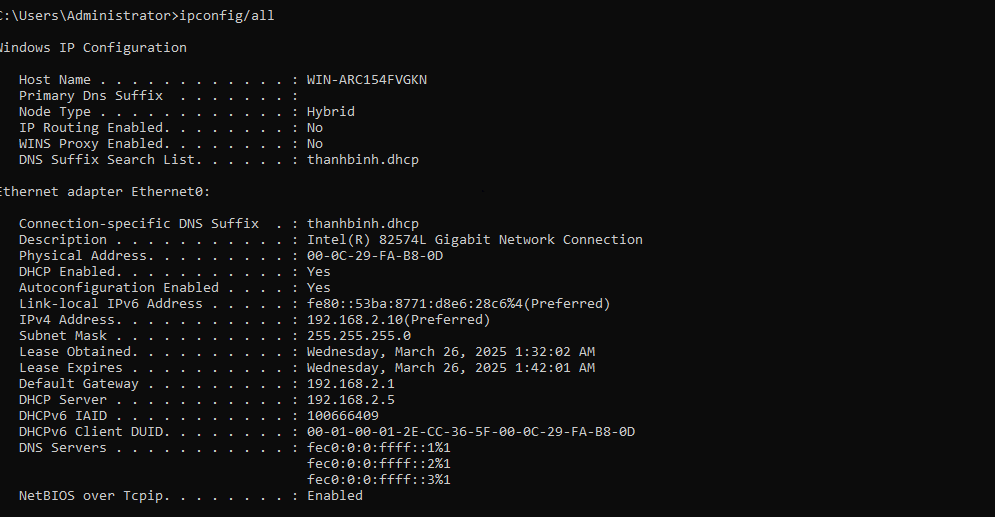 C:\Users\Administrator>ipconfig/all
Windows IP Configuration
Host Name . . . . . . . . . . . . : WIN-ARC154FVGKN
Primary Dns Suffix  . . . . . . . :
Node Type . . . . . . . . . . . . : Hybrid
IP Routing Enabled. . . . . . . . : No
WINS Proxy Enabled. . . . . . . . : No
DNS Suffix Search List. . . . . . : thanhbinh.dhcp
Ethernet adapter Ethernet0:
Connection-specific DNS Suffix  . : thanhbinh.dhcp
Description . . . . . . . . . . . : Intel(R) 82574L Gigabit Network Connection
Physical Address. . . . . . . . . : 00-0C-29-FA-B8-0D
DHCP Enabled. . . . . . . . . . . : Yes
Autoconfiguration Enabled . . . . : Yes
Link-local IPv6 Address . . . . . : fe80::53ba:8771:d8e6:28c6%4(Preferred)
IPv4 Address. . . . . . . . . . . : 192.168.2.10(Preferred)
Subnet Mask . . . . . . . . . . . : 255.255.255.0
Lease Obtained. . . . . . . . . . : Wednesday, March 26, 2025 1:32:02 AM
Lease Expires . . . . . . . . . . : Wednesday, March 26, 2025 1:42:01 AM
Default Gateway . . . . . . . . . : 192.168.2.1
DHCP Server . . . . . . . . . . . : 192.168.2.5
DHCPv6 IAID . . . . . . . . . . . : 100666409
DHCPv6 Client DUID. . . . . . . . : 00-01-00-01-2E-CC-36-5F-00-0C-29-FA-B8-0D
DNS Servers . . . . . . . . . . . : fec0:0:0:ffff::1%1
fec0:0:0:ffff::2%1
fec0:0:0:ffff::3%1
NetBIOS over Tcpip. . . . . . . . : Enabled